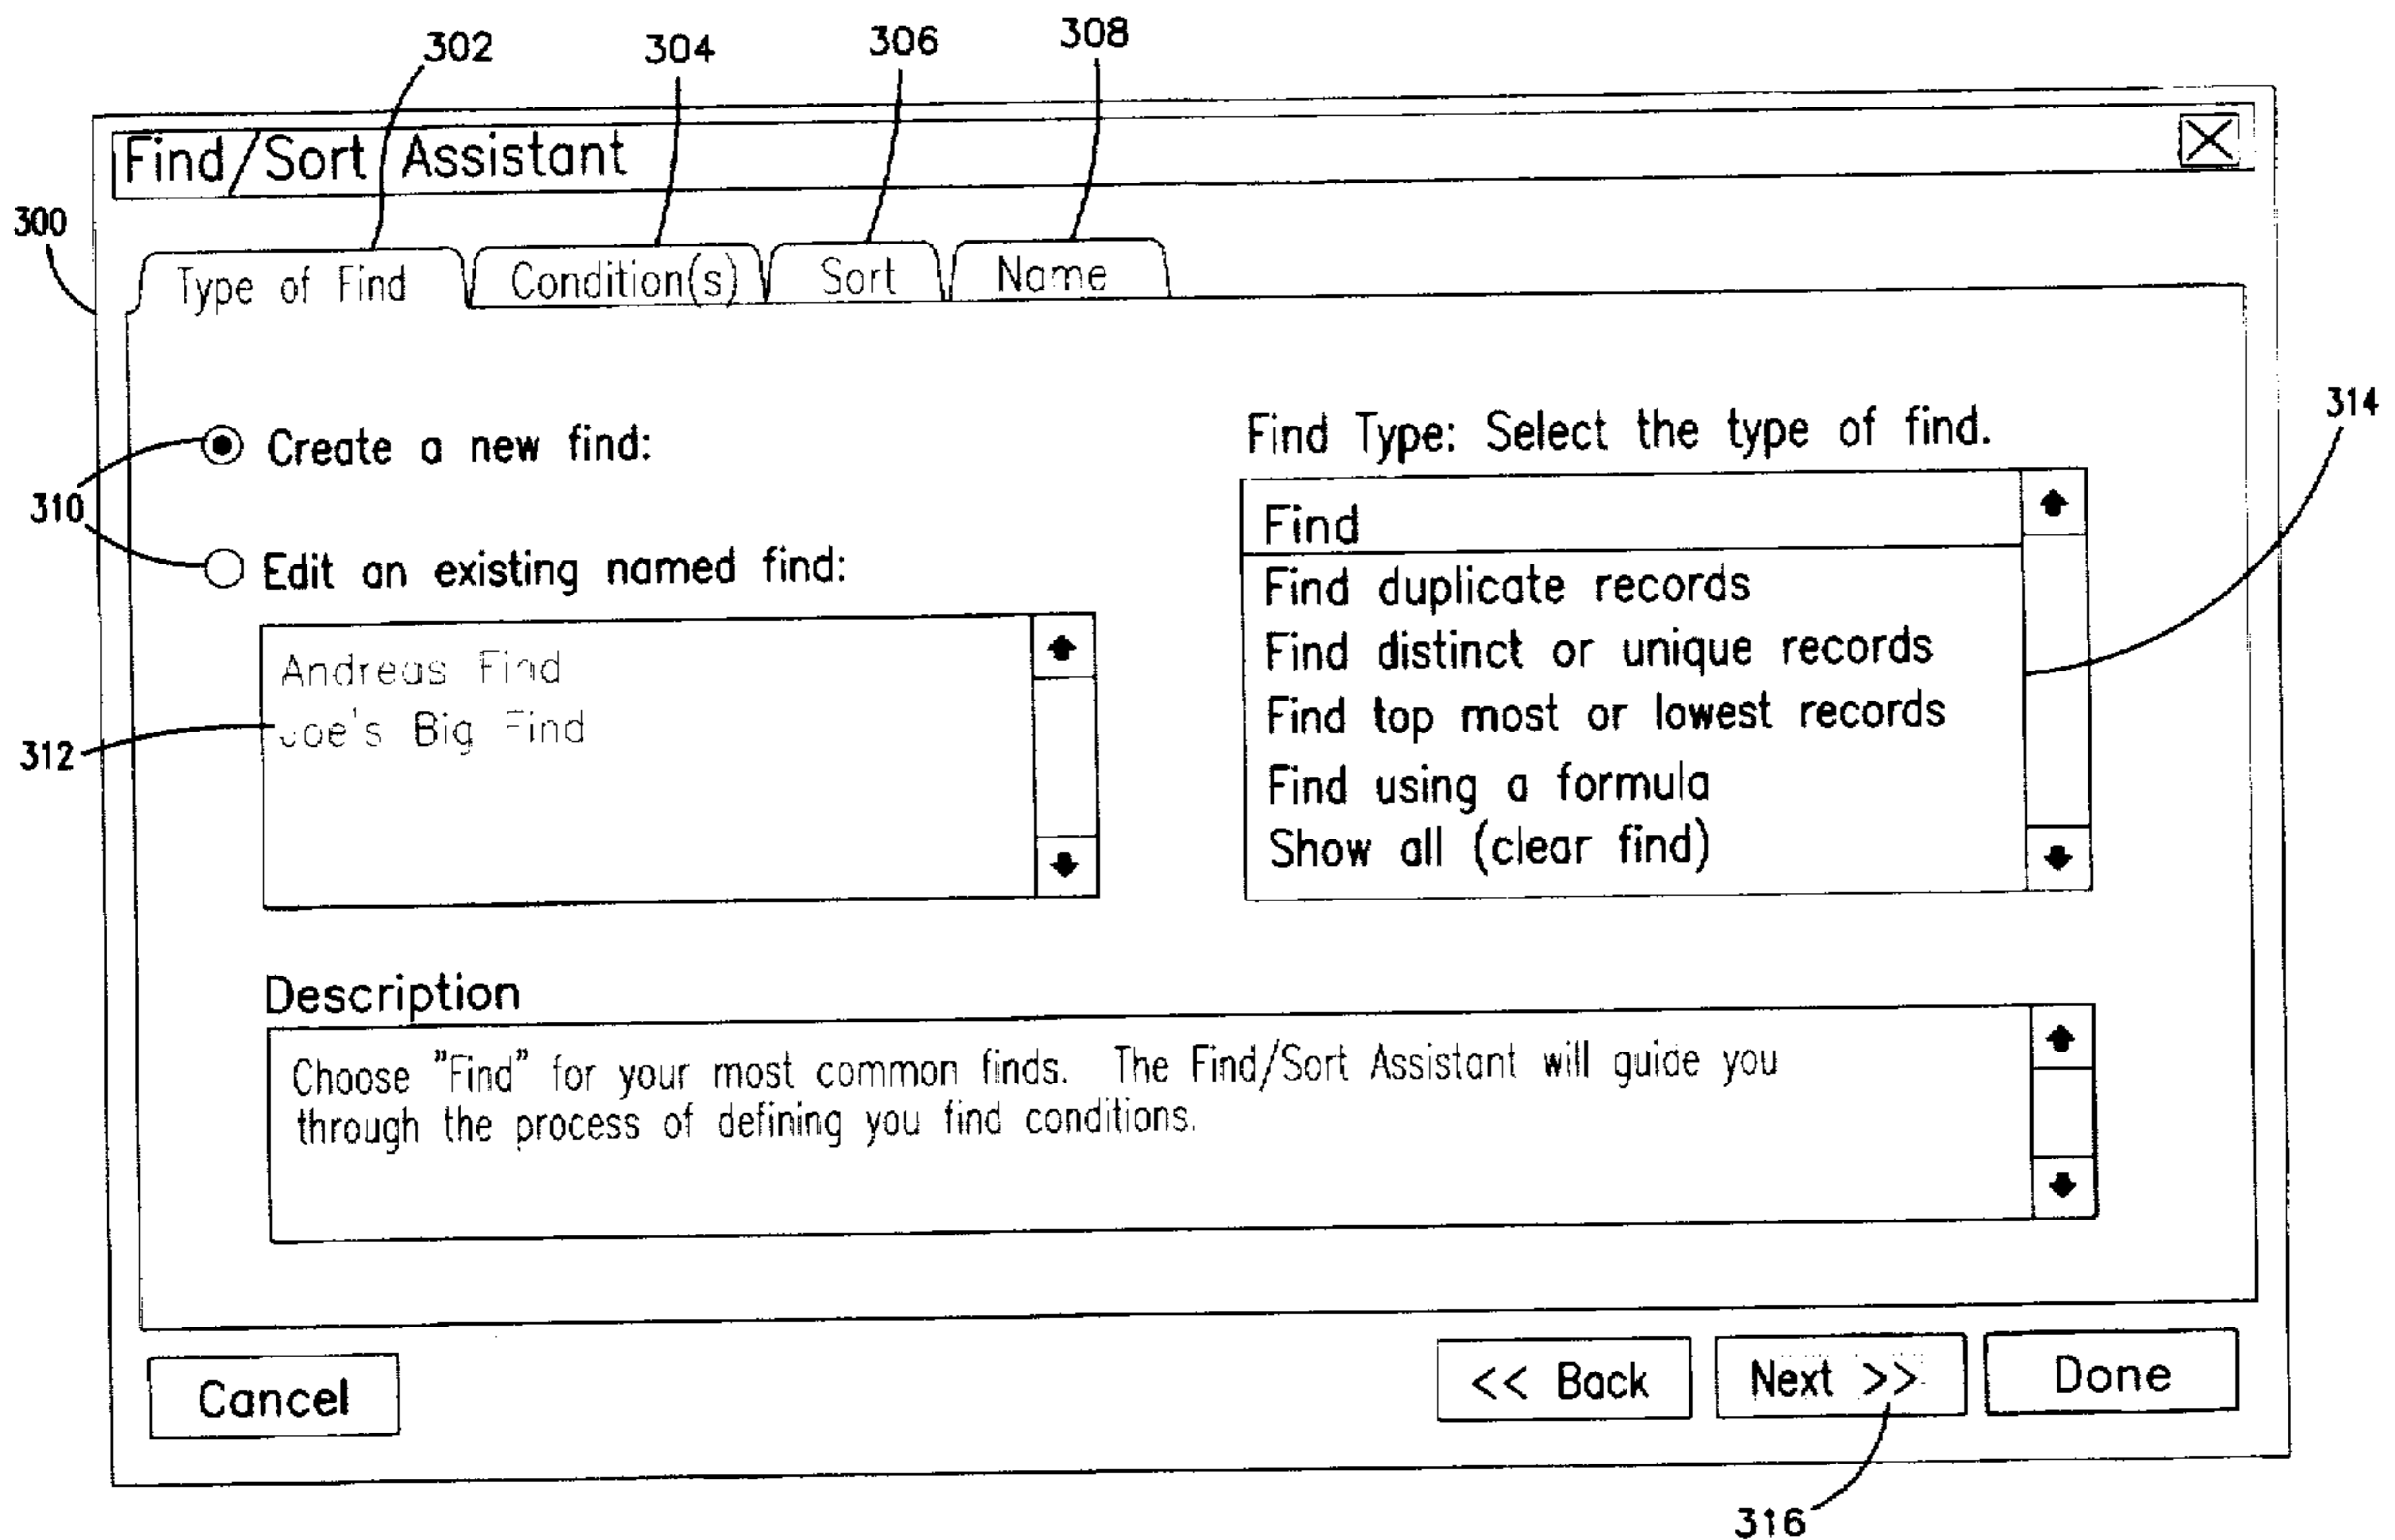 302 304 306 308
Find/Sort Assistant
300
Type of Find Condition(s) Sort Name
Create a new find:
310
Edit an existing named find:
Andreas Find
Joe's Big Find
312
Find Type: Select the type of find.
314
Find
Find duplicate records
Find distinct or unique records
Find top most or lowest records
Find using a formula
Show all (clear find)
Description
Choose "Find" for your most common finds. The Find/Sort Assistant will guide you
through the process of defining you find conditions.
Cancel << Back Next >> Done
316